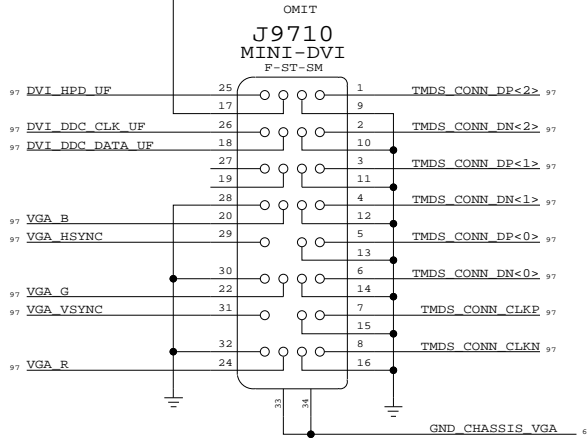 OMIT
J9710
MINI-DVI
F-ST-SM
97 DVI_HPD_UF 25 1 TMDS_CONN_DP<2> 97
17 9
97 DVI_DDC_CLK_UF 26 2 TMDS_CONN_DN<2> 97
97 DVI_DDC_DATA_UF 18 10
27 3 TMDS_CONN_DP<1> 97
19 11
28 4 TMDS_CONN_DN<1> 97
97 VGA_B 20 12
97 VGA_HSYNC 29 5 TMDS_CONN_DP<0> 97
13
30 6 TMDS_CONN_DN<0> 97
97 VGA_G 22 14
97 VGA_VSYNC 31 7 TMDS_CONN_CLKP 97
15
32 8 TMDS_CONN_CLKN 97
97 VGA_R 24 16
33 34
GND_CHASSIS_VGA 6